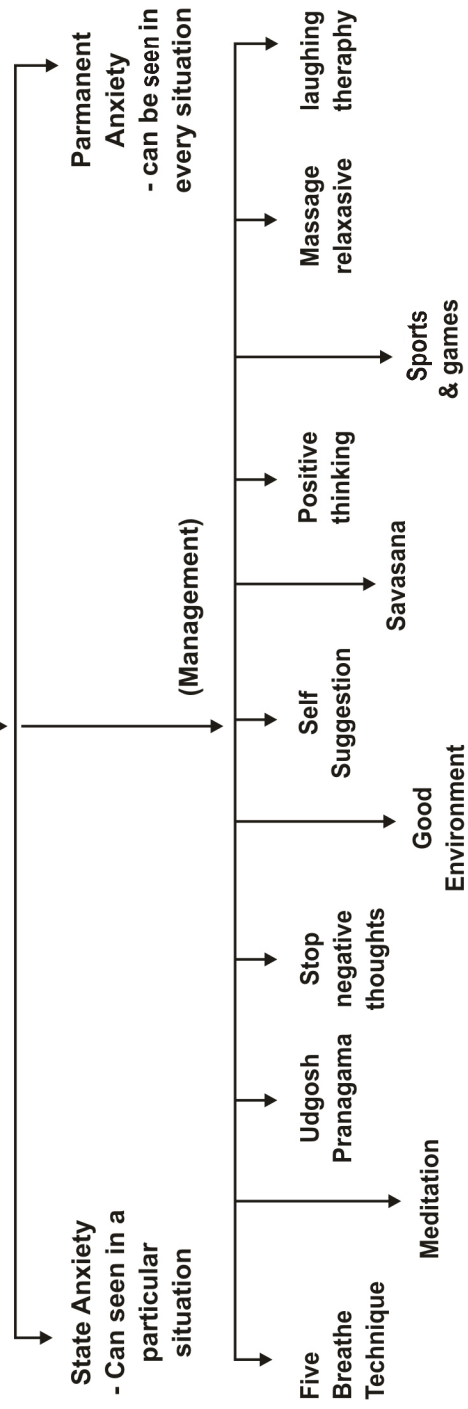 State Anxiety
- Can seen in a
particular
situation
Parmanent
Anxiety
- can be seen in
every situation
(Management)
Five
Breathe
Technique
Meditation
Udgosh
Pranagama
Stop
negative
thoughts
Good
Environment
Self
Suggestion
Savasana
Positive
thinking
Sports
& games
Massage
relaxasive
laughing
theraphy